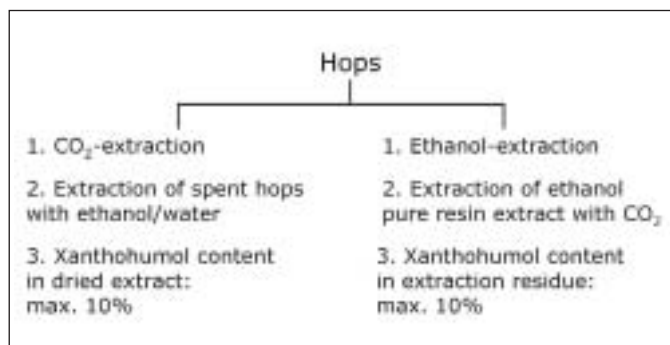 Hops
1. CO₂-extraction
2. Extraction of spent hops
with ethanol/water
3. Xanthohumol content
in dried extract:
max. 10%
1. Ethanol-extraction
2. Extraction of ethanol
pure resin extract with CO₂
3. Xanthohumol content
in extraction residue:
max. 10%